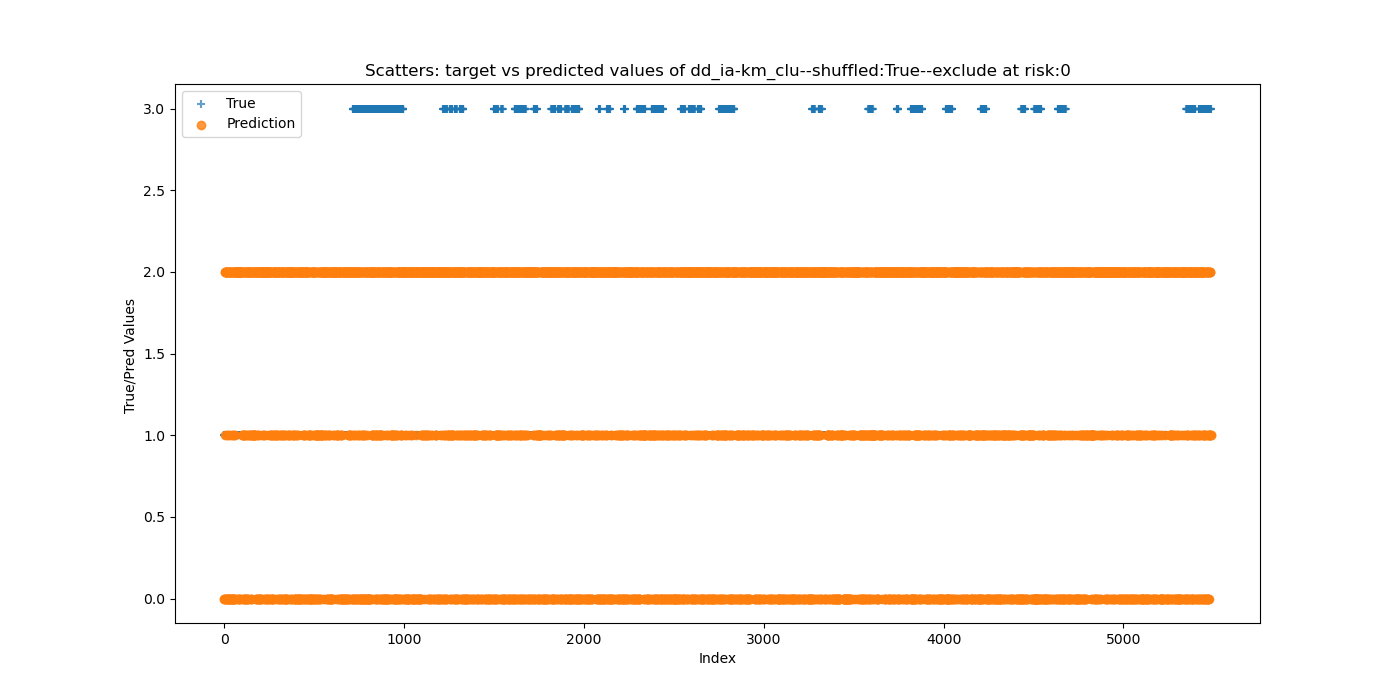 Scatters: target vs predicted values of dd_ia-km_clu--shuffled:True--exclude at risk:0
True
Prediction
True/Pred Values
3.0
2.5
2.0
1.5
1.0
0.5
0.0
0
1000
2000
3000
4000
5000
Index